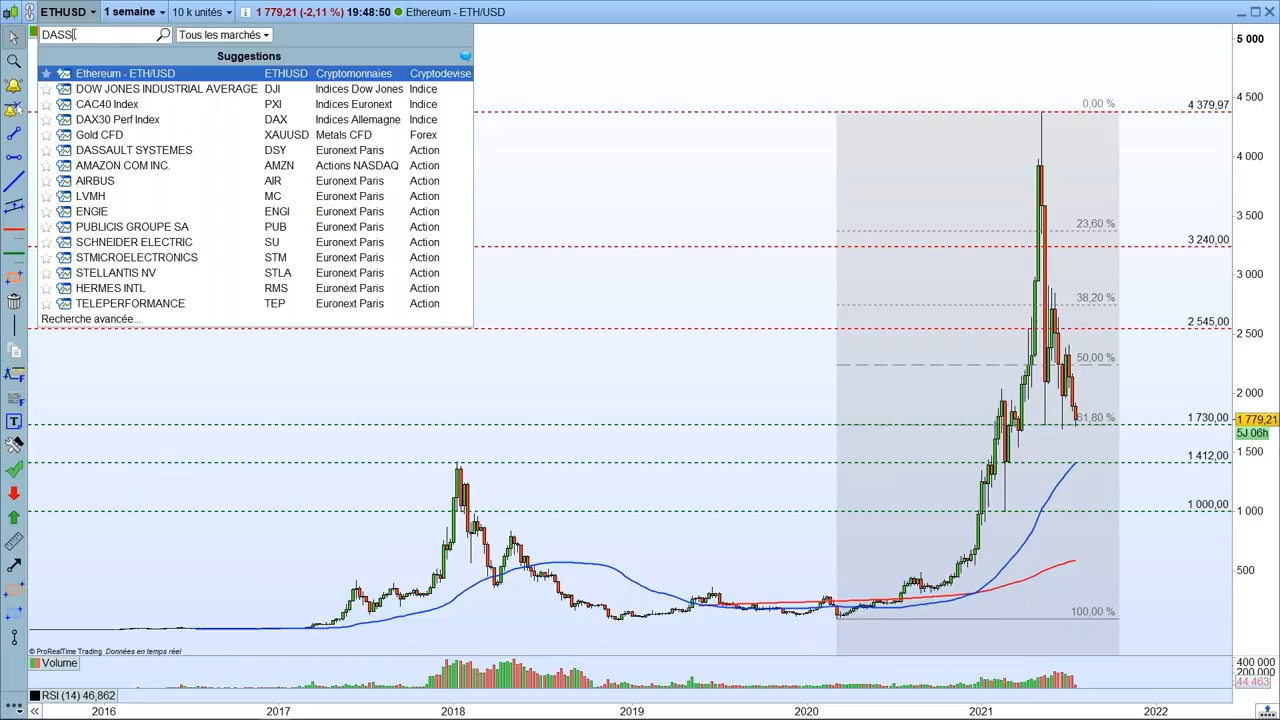 ETHUSD 1 semaine 10 k unités 1 779,21 (-2,11 %) 19:48:50 Ethereum - ETH/USD
DASS Tous les marchés
Suggestions
Ethereum - ETH/USD ETHUSD Cryptomonnaies Cryptodevise
DOW JONES INDUSTRIAL AVERAGE DJI Indices Dow Jones Indice
CAC40 Index PXI Indices Euronext Indice
DAX30 Perf Index DAX Indices Allemagne Indice
Gold CFD XAUUSD Metals CFD Forex
DASSAULT SYSTEMES DSY Euronext Paris Action
AMAZON.COM INC. AMZN Actions NASDAQ Action
AIRBUS AIR Euronext Paris Action
LVMH MC Euronext Paris Action
ENGIE ENGI Euronext Paris Action
PUBLICIS GROUPE SA PUB Euronext Paris Action
SCHNEIDER ELECTRIC SU Euronext Paris Action
STMICROELECTRONICS STM Euronext Paris Action
STELLANTIS NV STLA Euronext Paris Action
HERMES INTL RMS Euronext Paris Action
TELEPERFORMANCE TEP Euronext Paris Action
Recherche avancée...
5 000
4 500
0,00 % 4 379,97
4 000
3 500
23,60 %
3 240,00
3 000
38,20 %
2 545,00
2 500
50,00 %
2 000
61,80 % 1 730,00 1 779,21
5J 06h
1 500
1 412,00
1 000,00 1 000
500
100,00 %
© ProRealTime Trading Données en temps réel
Volume
400 000
200 000
44 463
RSI (14) 46,862
2016 2017 2018 2019 2020 2021 2022